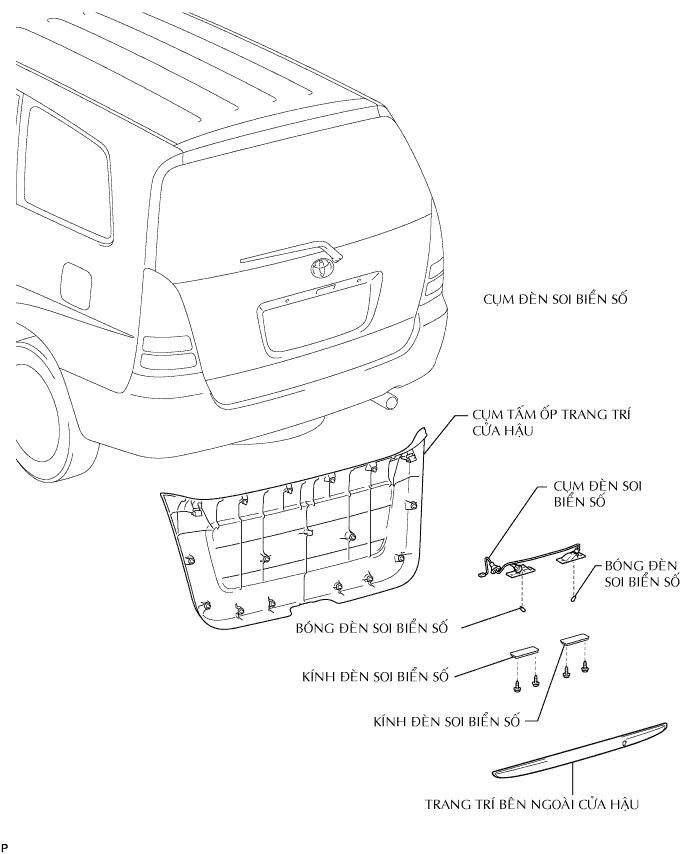 CỤM ĐÈN SOI BIỂN SỐ
CỤM TẤM ỐP TRANG TRÍ
CỬA HẬU
CỤM ĐÈN SOI
BIỂN SỐ
BÓNG ĐÈN
SOI BIỂN SỐ
BÓNG ĐÈN SOI BIỂN SỐ
KÍNH ĐÈN SOI BIỂN SỐ
KÍNH ĐÈN SOI BIỂN SỐ
TRANG TRÍ BÊN NGOÀI CỬA HẬU
P